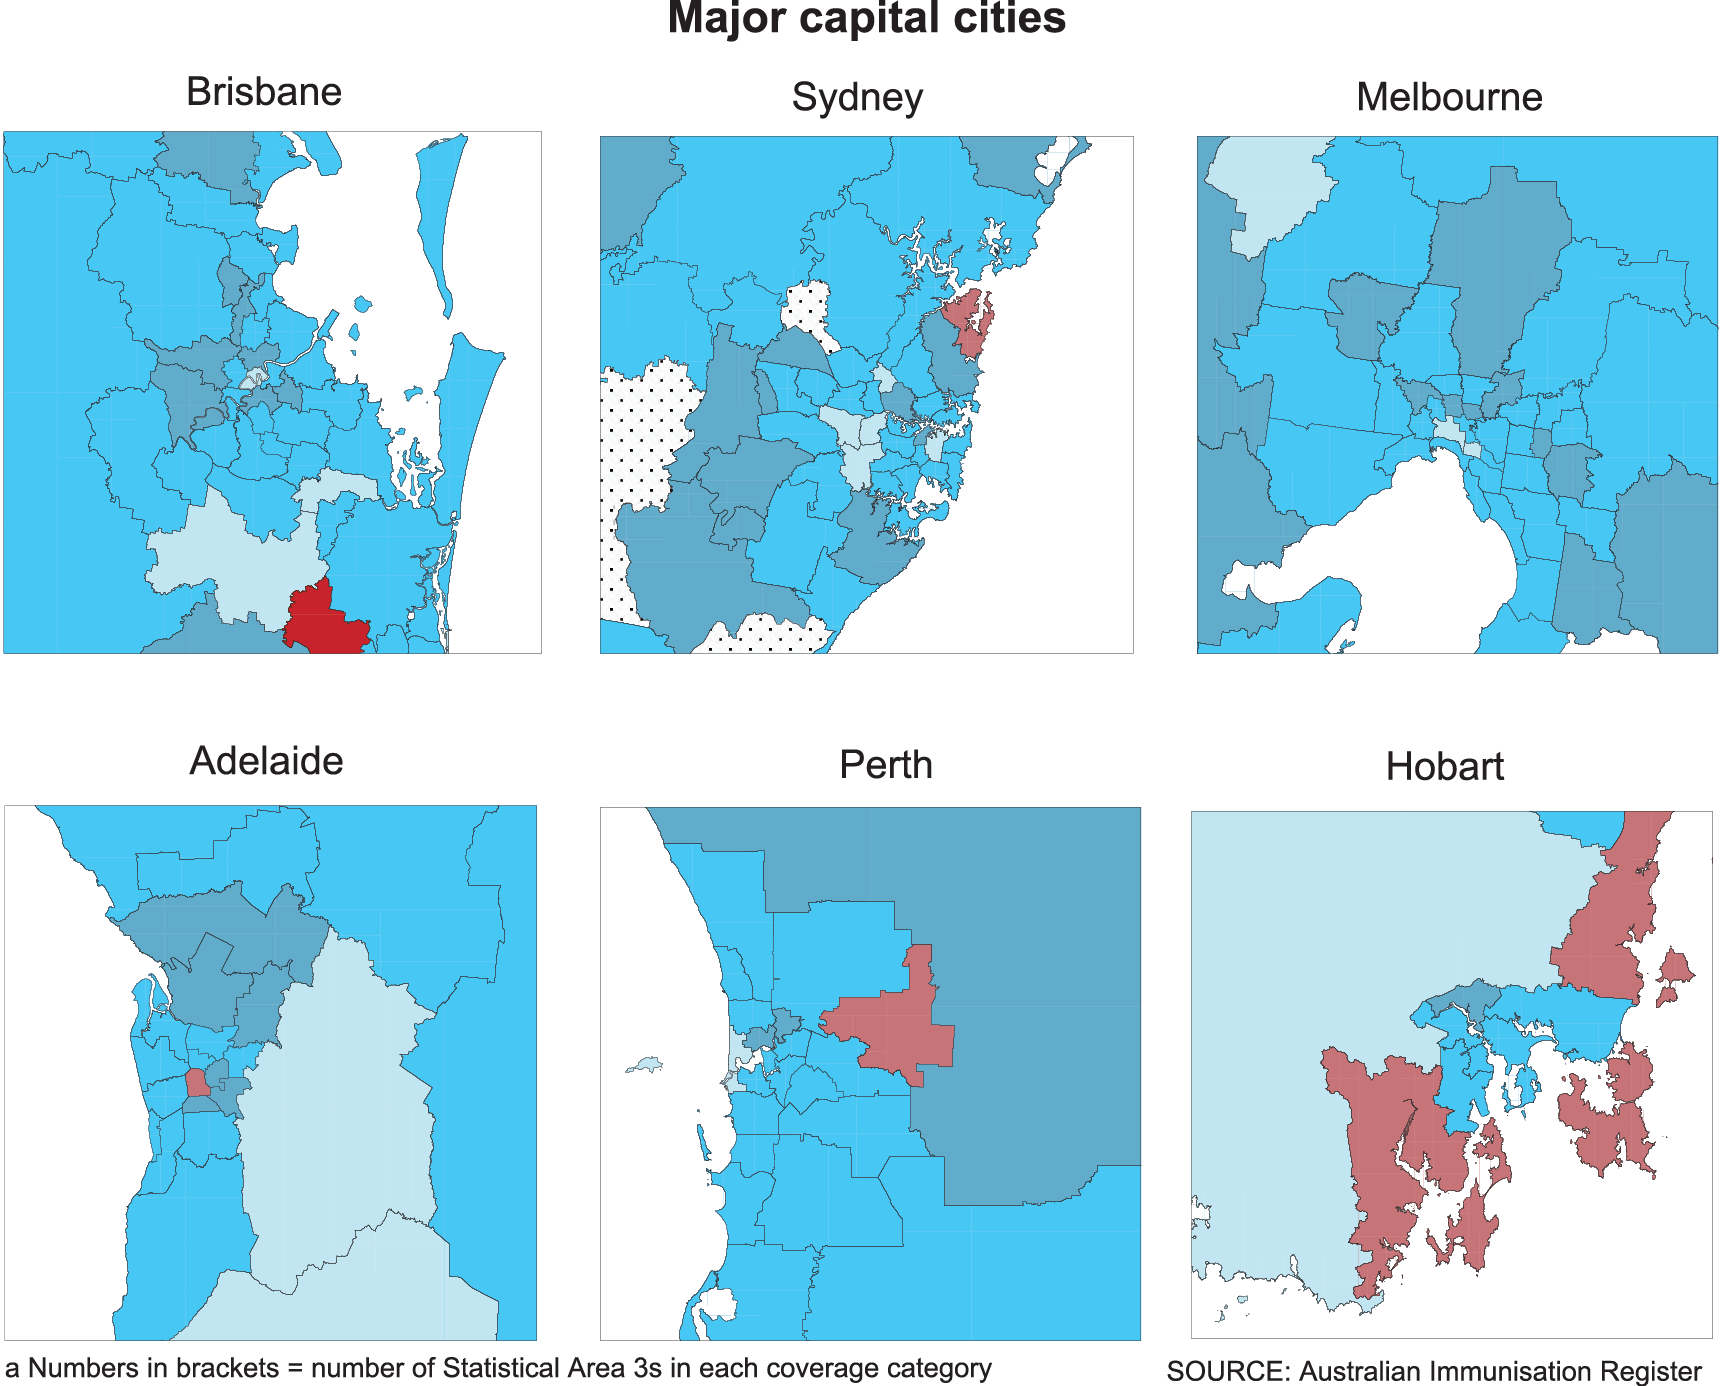 Major capital cities
Brisbane
Sydney
Melbourne
Adelaide
Perth
Hobart
a Numbers in brackets = number of Statistical Area 3s in each coverage category
SOURCE: Australian Immunisation Register